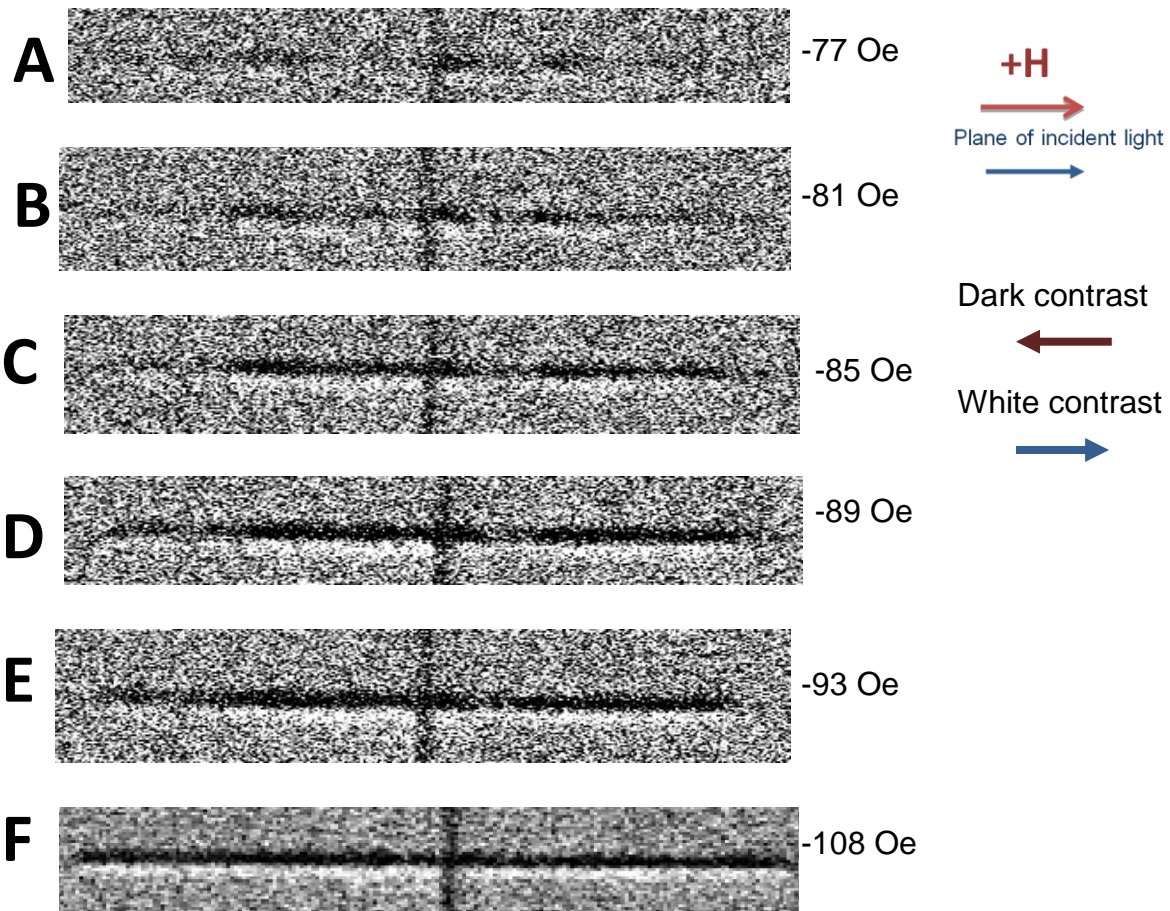 A
-77 Oe
+H
Plane of incident light
B
-81 Oe
Dark contrast
C
-85 Oe
White contrast
D
-89 Oe
E
-93 Oe
F
-108 Oe